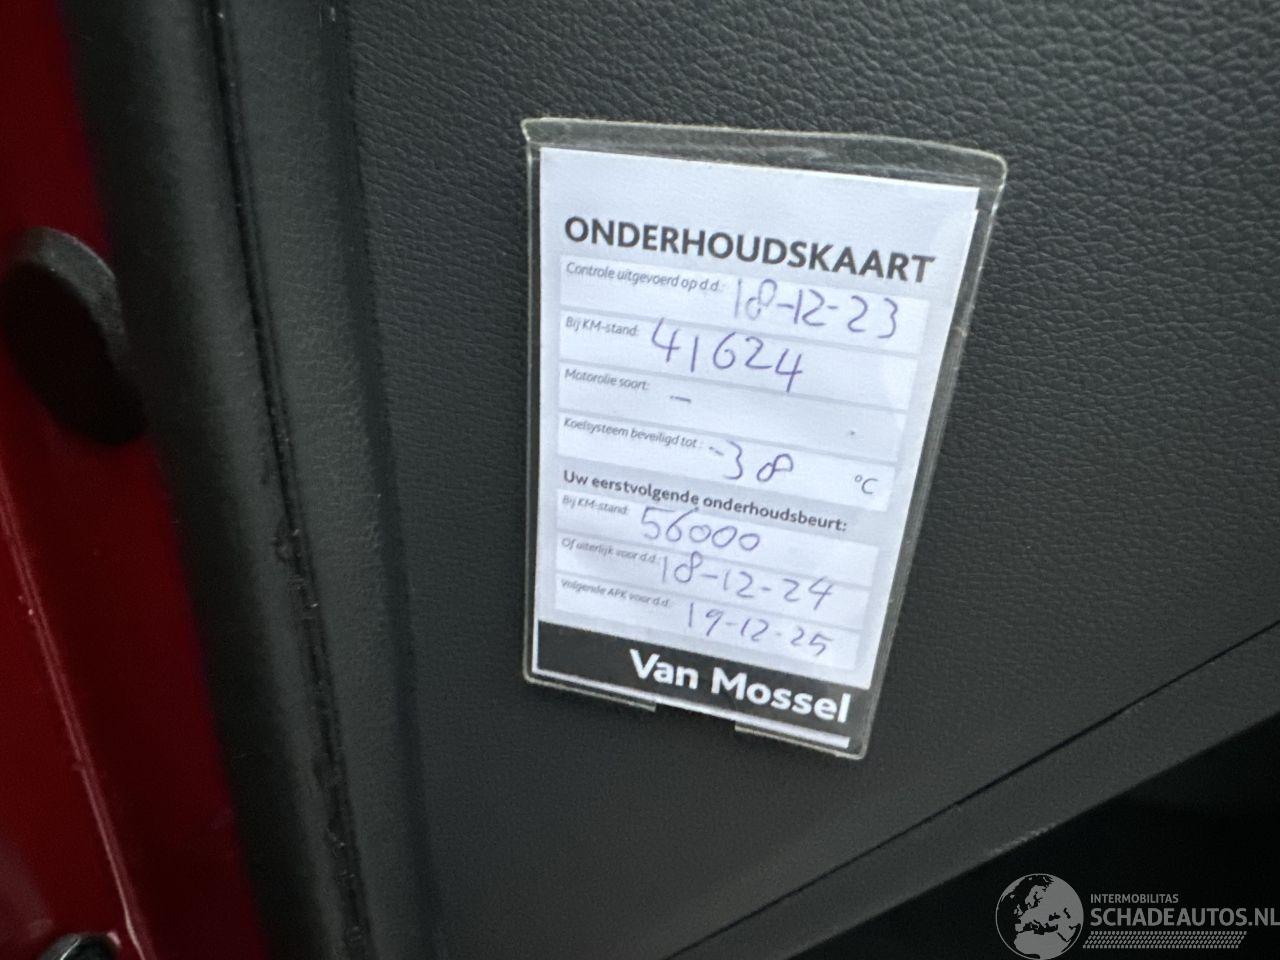 ONDERHOUDSKAART
Controle uitgevoerd op d.d.: 18-12-23
Bij KM-stand: 41624
Motorolie soort: -
Koelsysteem beveiligd tot: -38 °C
Uw eerstvolgende onderhoudsbeurt:
Bij KM-stand: 56000
Of uiterlijk voor d.d.: 18-12-24
Volgende APK voor d.d.: 19-12-25
Van Mossel
INTERMOBILITAS
SCHADEAUTOS.NL